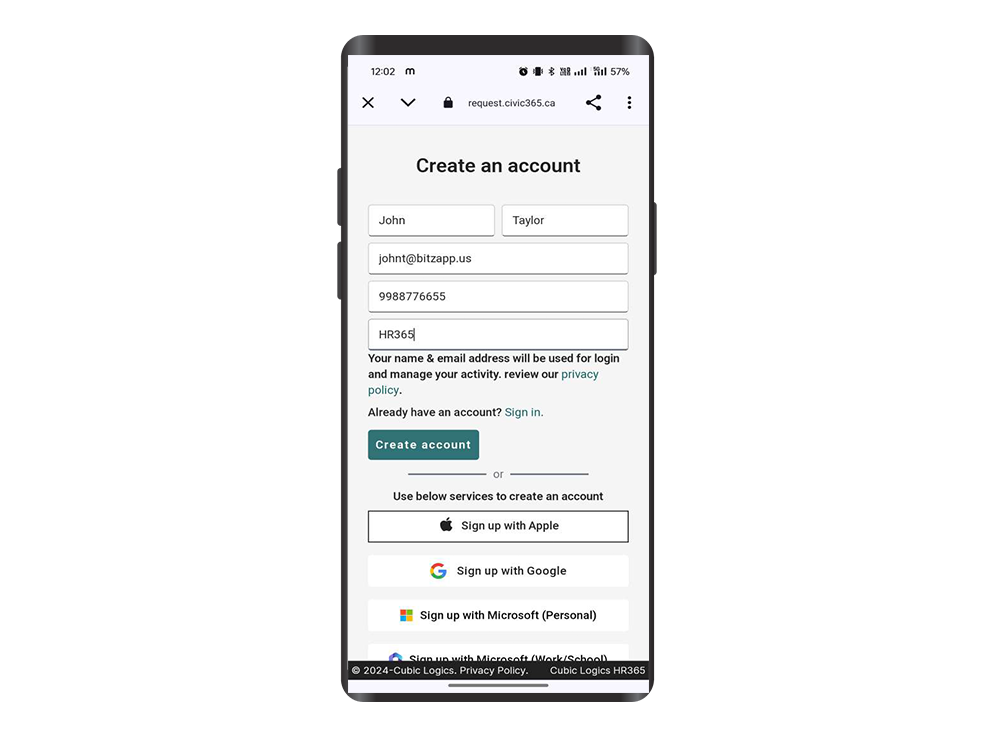 12:02 m 57%
request.civic365.ca
Create an account
John Taylor
johnt@bitzapp.us
9988776655
HR365
Your name & email address will be used for login
and manage your activity. review our privacy
policy.
Already have an account? Sign in.
Create account
or
Use below services to create an account
Sign up with Apple
Sign up with Google
Sign up with Microsoft (Personal)
Sign up with Microsoft (Work/School)
© 2024-Cubic Logics. Privacy Policy. Cubic Logics HR365